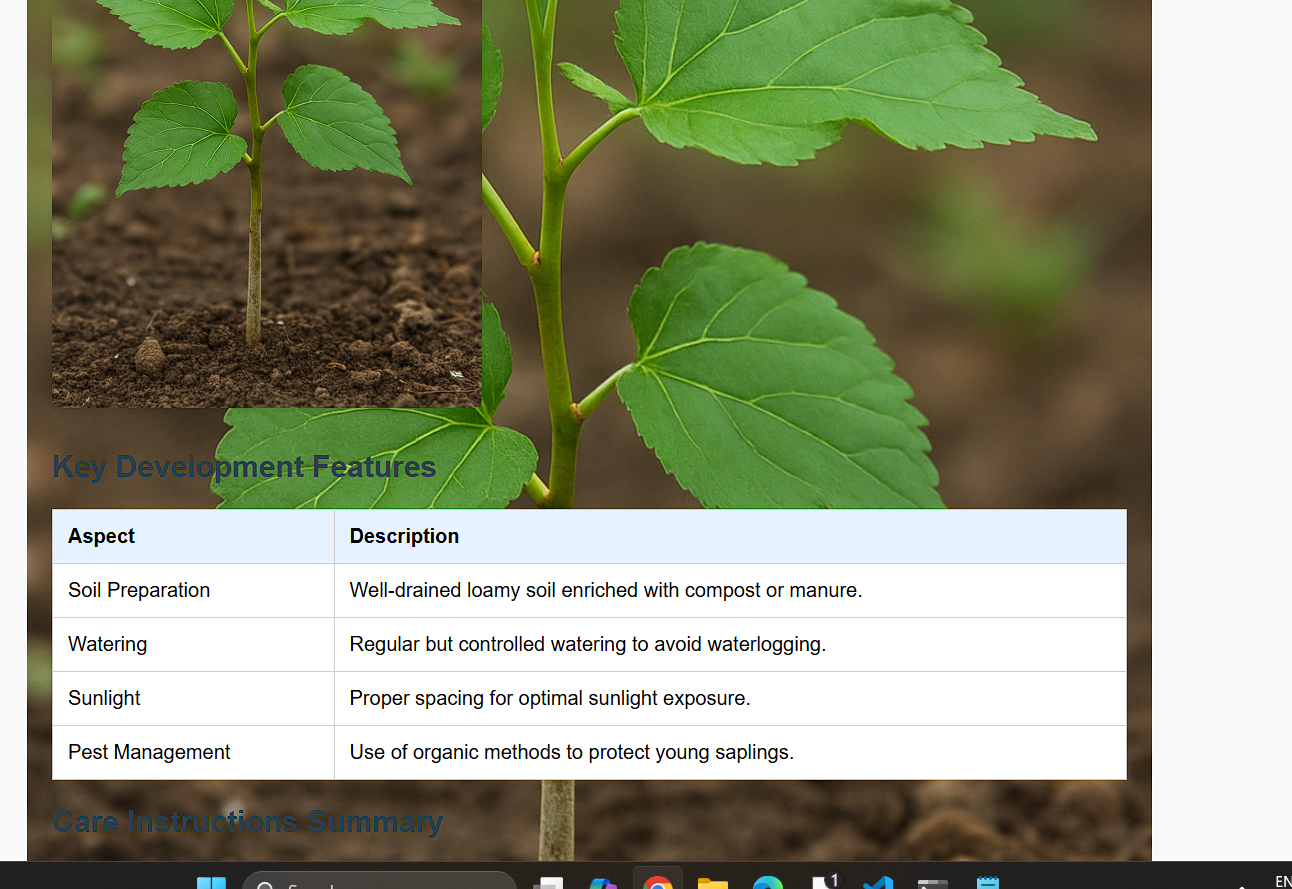 Key Development Features
Aspect Description
Soil Preparation Well-drained loamy soil enriched with compost or manure.
Watering Regular but controlled watering to avoid waterlogging.
Sunlight Proper spacing for optimal sunlight exposure.
Pest Management Use of organic methods to protect young saplings.
Care Instructions Summary
1
EN